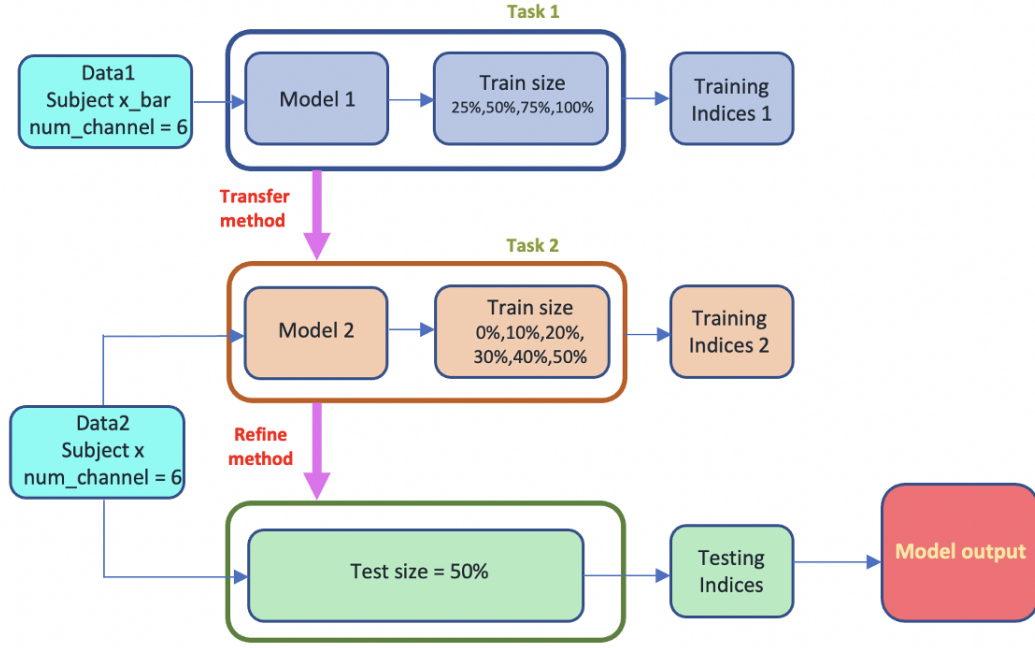 Task 1
Data1
Subject x_bar
num_channel = 6
Model 1
Train size
25%,50%,75%,100%
Training
Indices 1
Transfer
method
Task 2
Model 2
Train size
0%,10%,20%,
30%,40%,50%
Training
Indices 2
Data2
Subject x
num_channel = 6
Refine
method
Test size = 50%
Testing
Indices
Model output